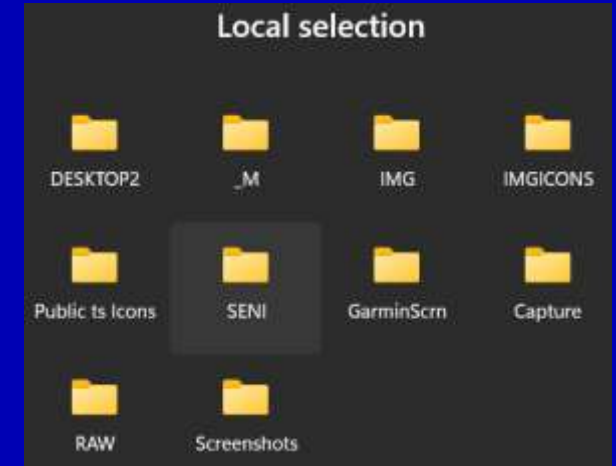 Local selection
DESKTOP2 _M IMG IMGICONS
Public ts Icons SENI GarminScrn Capture
RAW Screenshots